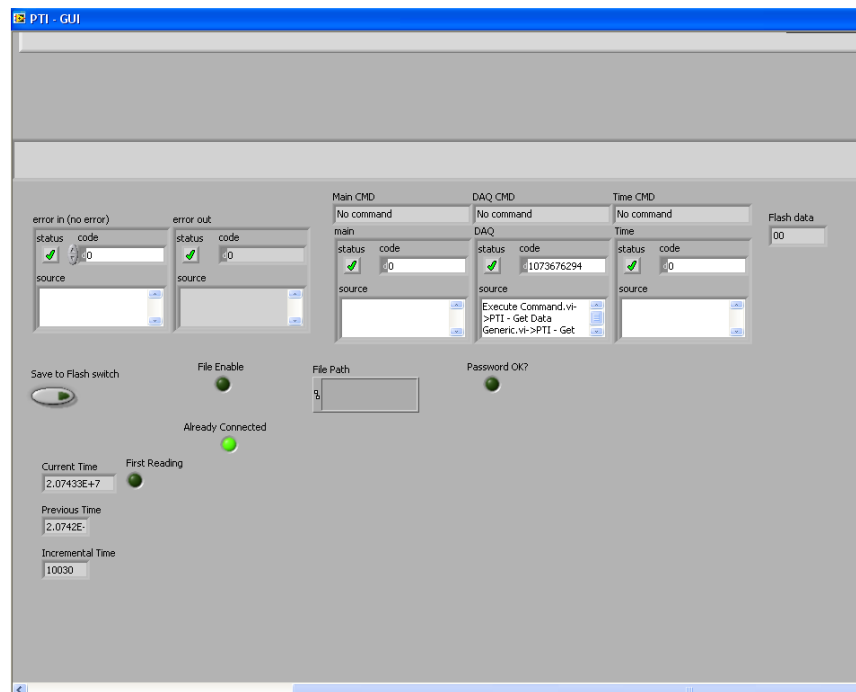 PTI - GUI
Main CMD
DAQ CMD
Time CMD
No command
No command
No command
Flash data
00
error in (no error)
error out
main
DAQ
Time
status
code
0
status
code
0
status
code
0
status
code
1073676294
status
code
0
source
source
source
source
Execute Command.vi-
>PTI - Get Data
Generic.vi->PTI - Get
source
Save to Flash switch
File Enable
File Path
Password OK?
Already Connected
Current Time
First Reading
2.07433E+7
Previous Time
2.0742E-
Incremental Time
10030